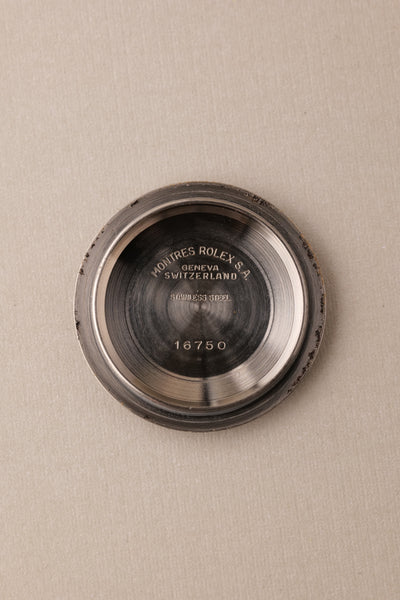 MONTRES ROLEX S.A.
GENEVA
SWITZERLAND
STAINLESS STEEL
16750